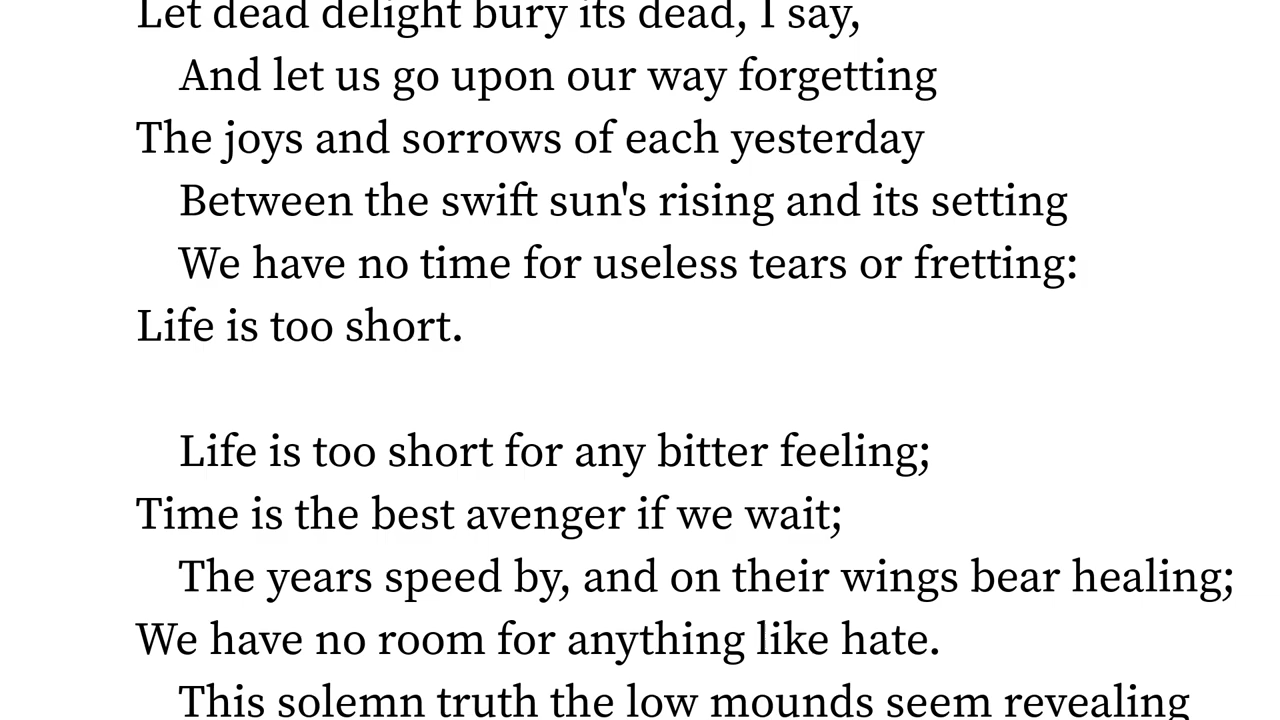 Let dead delight bury its dead, I say,
And let us go upon our way forgetting
The joys and sorrows of each yesterday
Between the swift sun's rising and its setting
We have no time for useless tears or fretting:
Life is too short.
Life is too short for any bitter feeling;
Time is the best avenger if we wait;
The years speed by, and on their wings bear healing;
We have no room for anything like hate.
This solemn truth the low mounds seem revealing